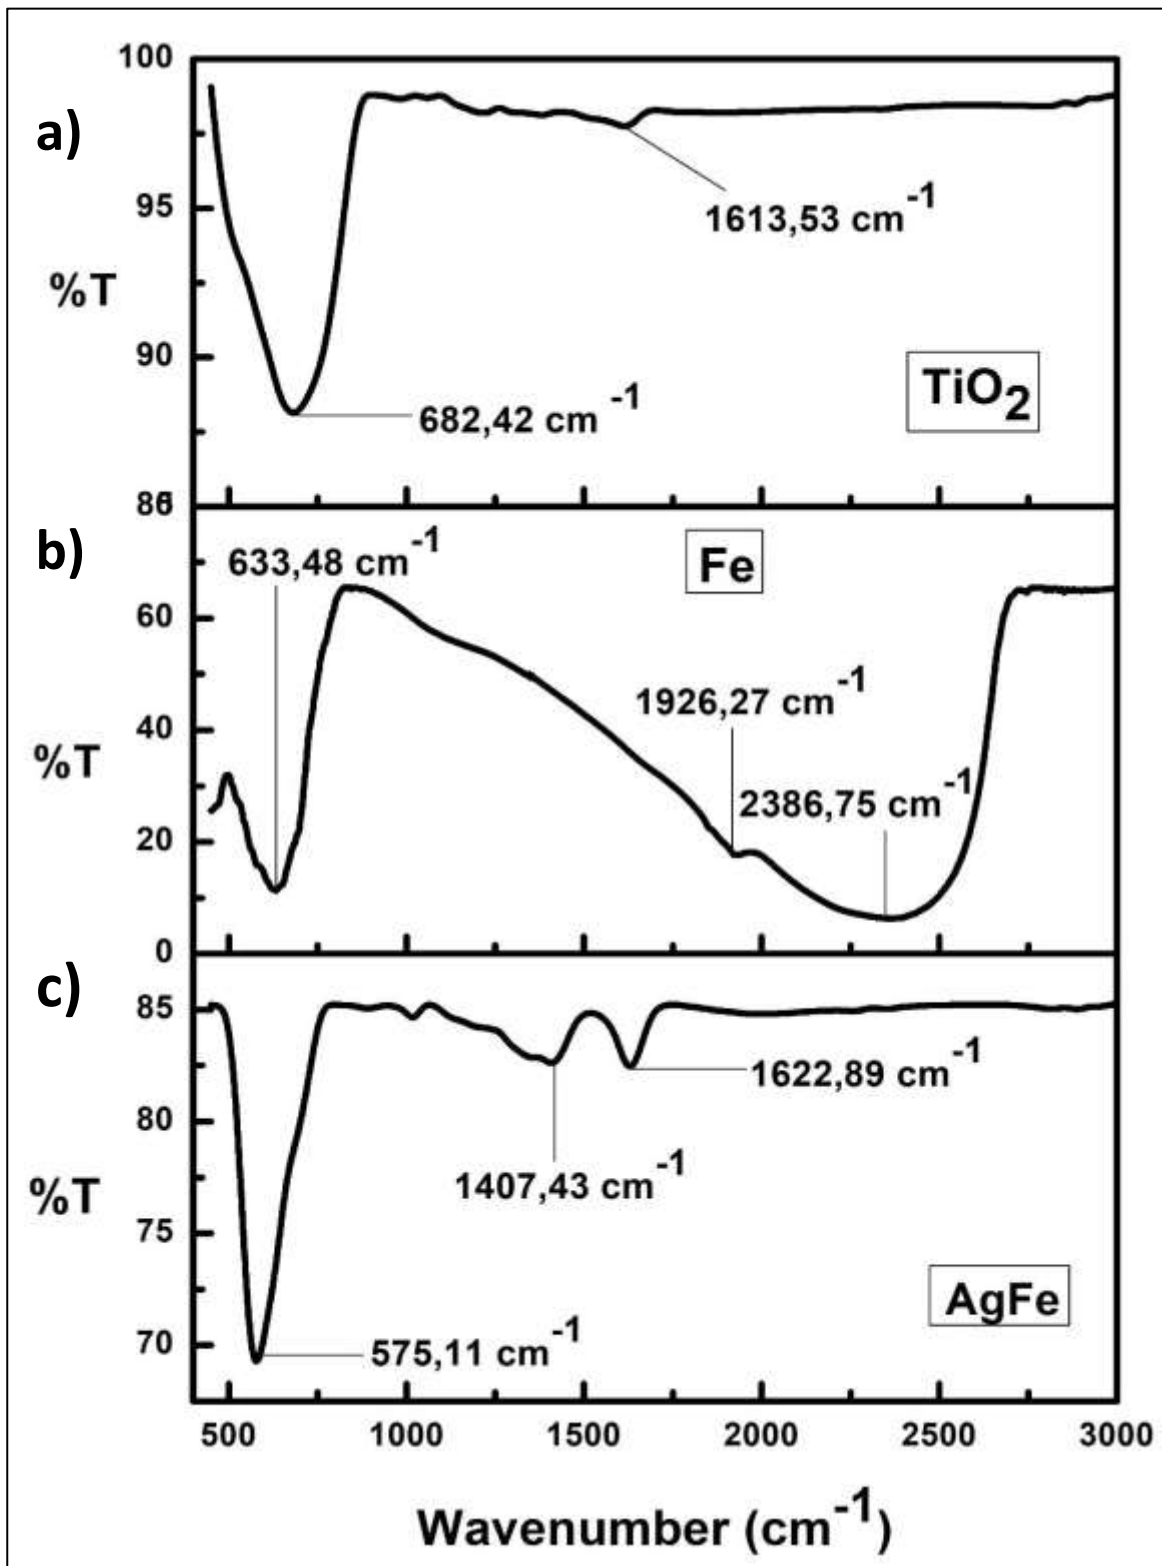 a)
100
95
%T
90
86
1613,53 cm-1
682,42 cm -1
TiO2
b)
Fe
633,48 cm-1
60
1926,27 cm-1
40
%T
2386,75 cm-1
20
0
c)
85
1622,89 cm-1
80
1407,43 cm-1
%T
75
AgFe
70
575,11 cm-1
500 1000 1500 2000 2500 3000
Wavenumber (cm-1)